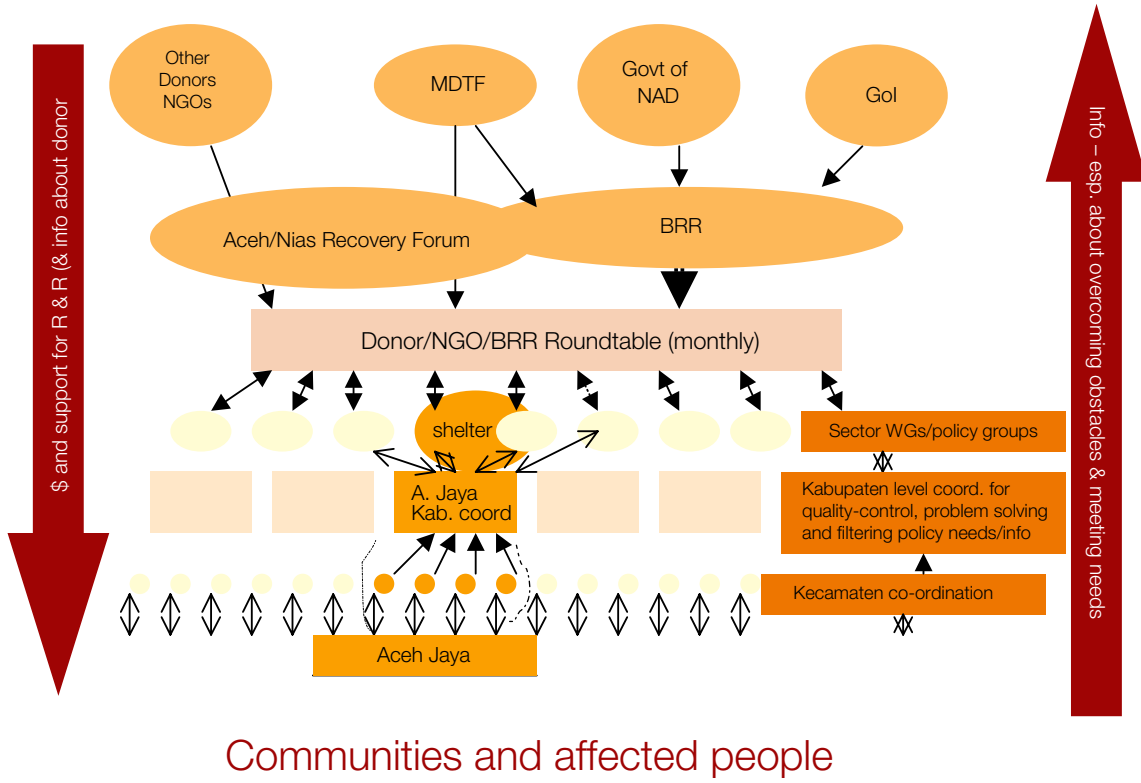 Other
Donors
NGOs
MDTF
Govt of
NAD
GoI
$ and support for R & R (& info about donor
Info – esp. about overcoming obstacles & meeting needs
Aceh/Nias Recovery Forum
BRR
Donor/NGO/BRR Roundtable (monthly)
shelter
Sector WGs/policy groups
A. Jaya
Kab. coord
Kabupaten level coord. for
quality-control, problem solving
and filtering policy needs/info
Kecamaten co-ordination
Aceh Jaya
Communities and affected people